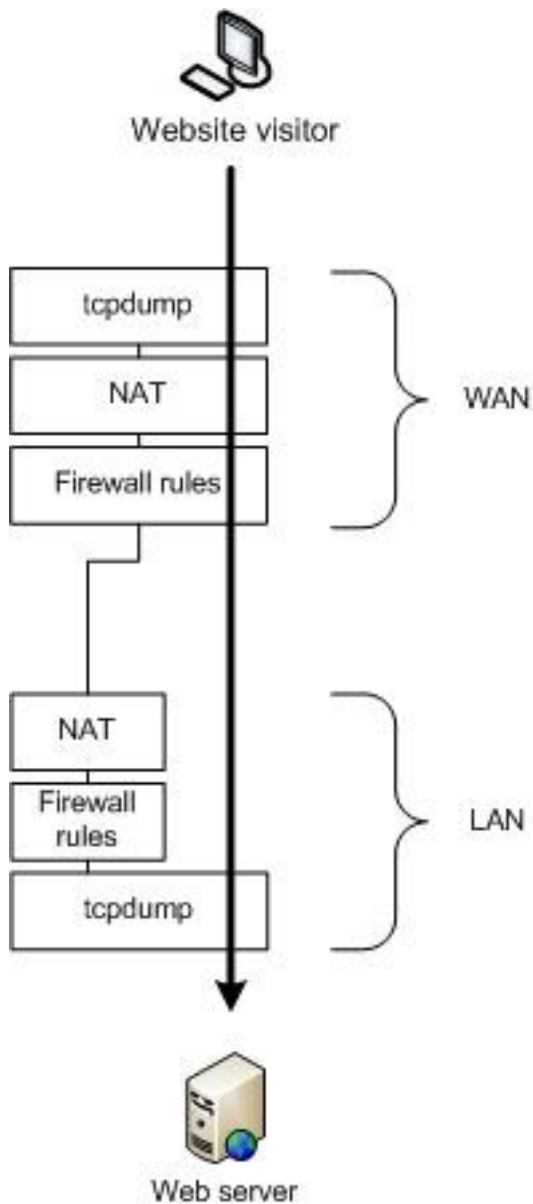 Website visitor
tcpdump
NAT
Firewall rules
WAN
NAT
Firewall
rules
tcpdump
LAN
Web server